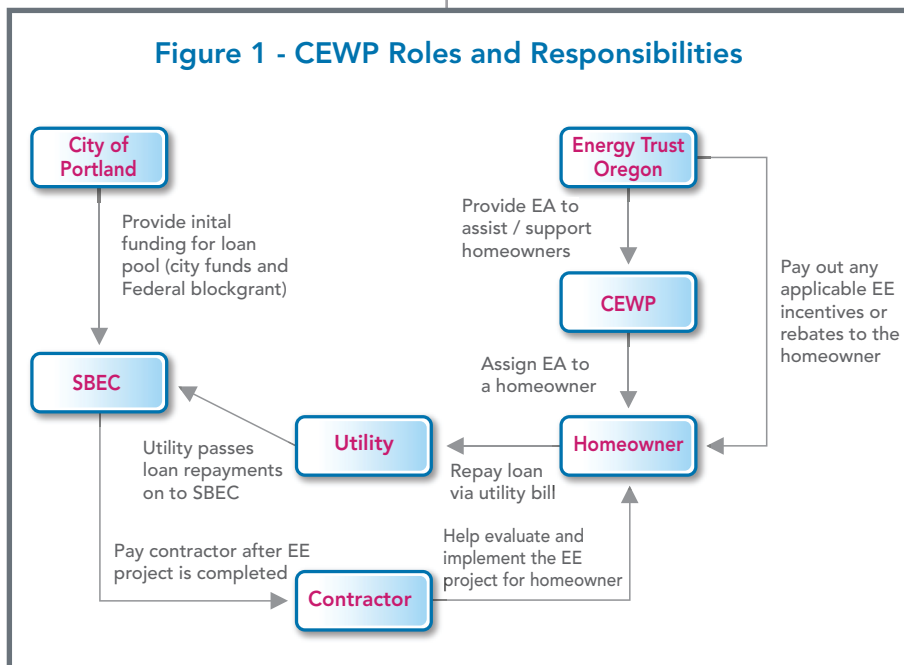 Figure 1 - CEWP Roles and Responsibilities
City of
Portland
Energy Trust
Oregon
Provide inital
funding for loan
pool (city funds and
Federal blockgrant)
Provide EA to
assist / support
homeowners
Pay out any
applicable EE
incentives or
rebates to the
homeowner
CEWP
Assign EA to
a homeowner
SBEC
Utility
Homeowner
Utility passes
loan repayments
on to SBEC
Repay loan
via utility bill
Pay contractor after EE
project is completed
Help evaluate and
implement the EE
project for homeowner
Contractor